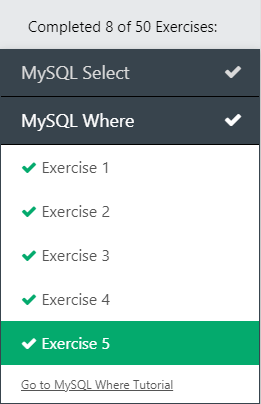 Completed 8 of 50 Exercises:
MySQL Select
MySQL Where
Exercise 1
Exercise 2
Exercise 3
Exercise 4
Exercise 5
Go to MySQL Where Tutorial